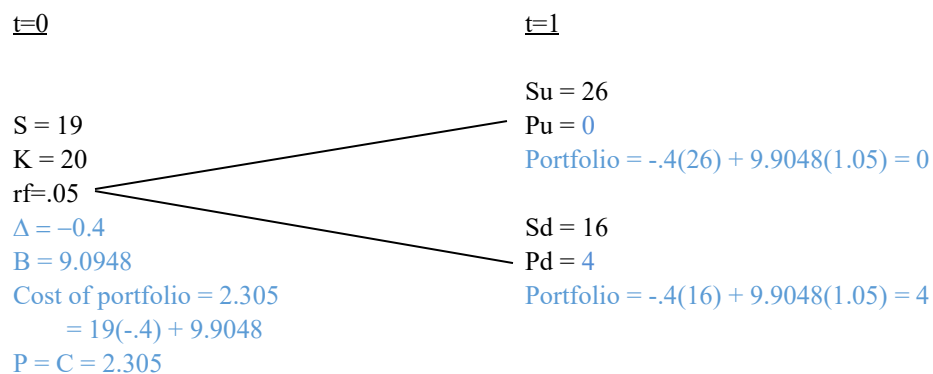 t=0
S = 19
K = 20
rf=.05
Δ = −0.4
B = 9.0948
Cost of portfolio = 2.305
= 19(-.4) + 9.9048
P = C = 2.305
t=1
Su = 26
Pu = 0
Portfolio = -.4(26) + 9.9048(1.05) = 0
Sd = 16
Pd = 4
Portfolio = -.4(16) + 9.9048(1.05) = 4